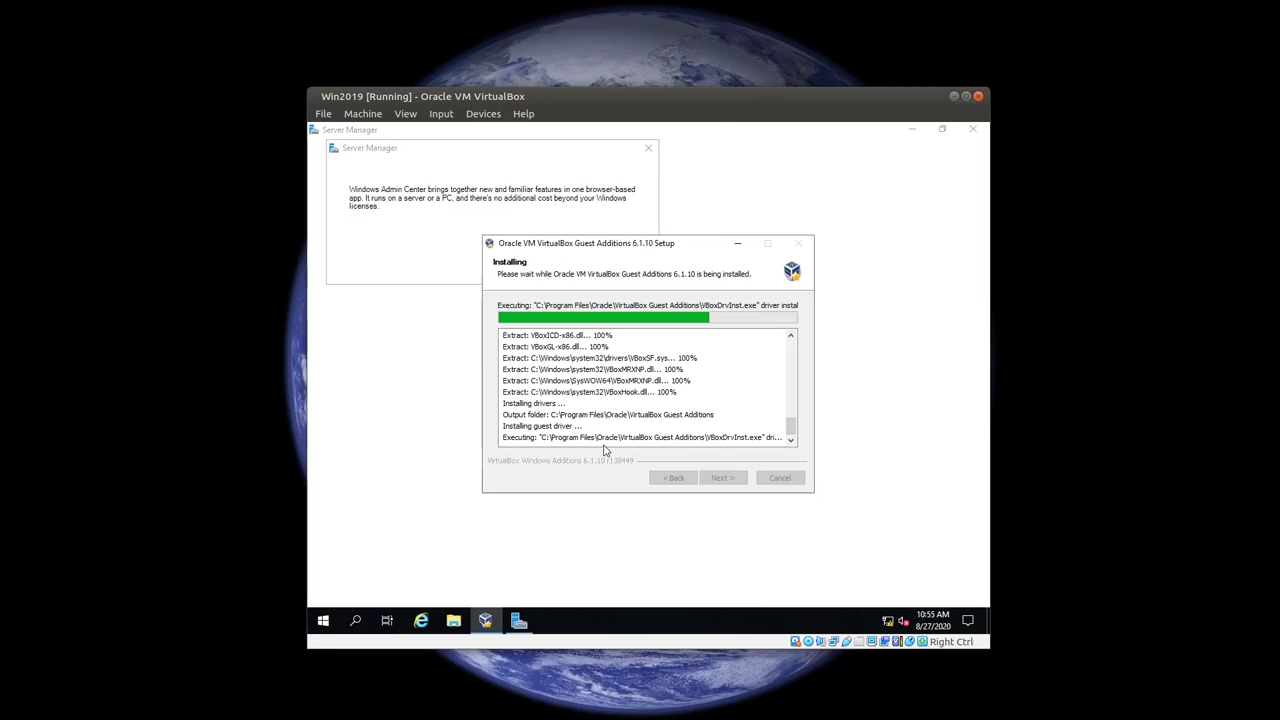 Win2019 [Running] - Oracle VM VirtualBox
File Machine View Input Devices Help
Server Manager
Server Manager
Windows Admin Center brings together new and familiar features in one browser-based
app. It runs on a server or a PC, and there's no additional cost beyond your Windows
licenses.
Oracle VM VirtualBox Guest Additions 6.1.10 Setup
Installing
Please wait while Oracle VM VirtualBox Guest Additions 6.1.10 is being installed.
Executing: "C:\Program Files\Oracle\VirtualBox Guest Additions\VBoxDrvInst.exe" driver instal
Extract: VBoxICD-x86.dll... 100%
Extract: VBoxGL-x86.dll... 100%
Extract: C:\Windows\system32\drivers\VBoxSF.sys... 100%
Extract: C:\Windows\system32\VBoxMRXNP.dll... 100%
Extract: C:\Windows\SysWOW64\VBoxMRXNP.dll... 100%
Extract: C:\Windows\system32\VBoxHook.dll... 100%
Installing drivers ...
Output folder: C:\Program Files\Oracle\VirtualBox Guest Additions
Installing guest driver ...
Executing: "C:\Program Files\Oracle\VirtualBox Guest Additions\VBoxDrvInst.exe" dri...
VirtualBox Windows Additions 6.1.10 r138449
< Back Next > Cancel
10:55 AM
8/27/2020
Right Ctrl